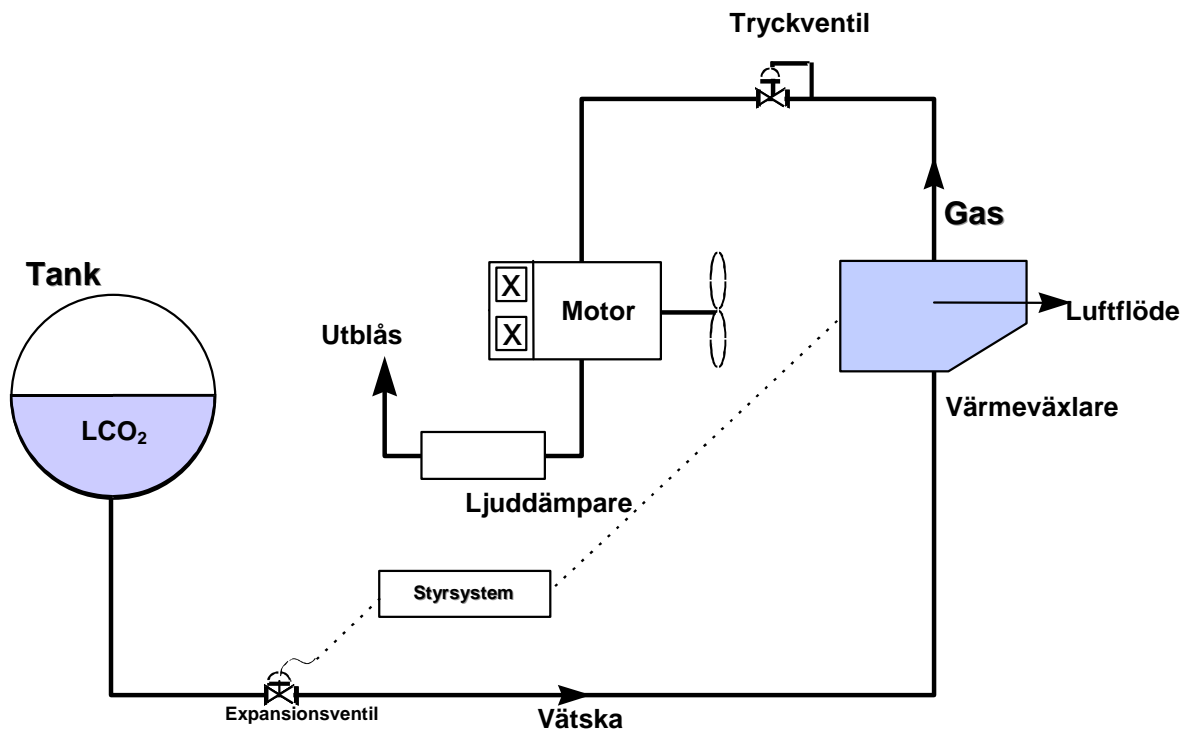 Tryckventil
Gas
Tank
Motor
X
X
Luftflöde
Utblås
Värmeväxlare
LCO₂
Ljuddämpare
Styrsystem
Expansionsventil
Vätska